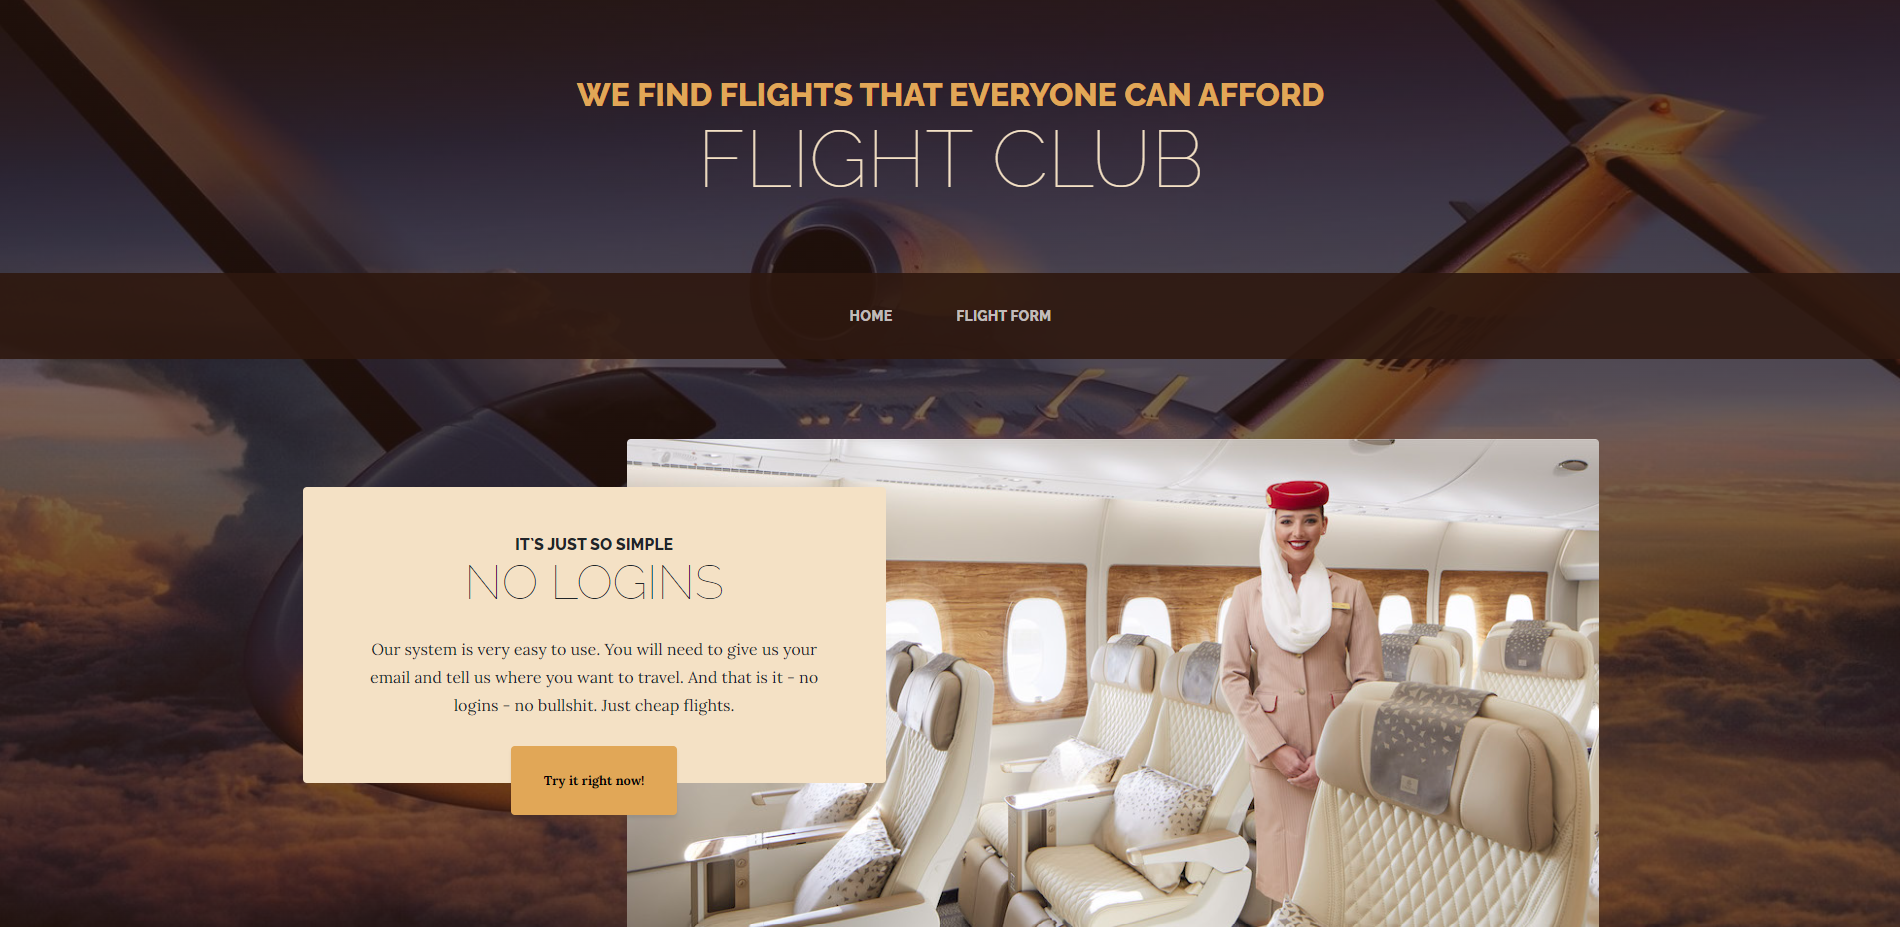 WE FIND FLIGHTS THAT EVERYONE CAN AFFORD
FLIGHT CLUB
HOME
FLIGHT FORM
IT`S JUST SO SIMPLE
NO LOGINS
Our system is very easy to use. You will need to give us your
email and tell us where you want to travel. And that is it - no
logins - no bullshit. Just cheap flights.
Try it right now!